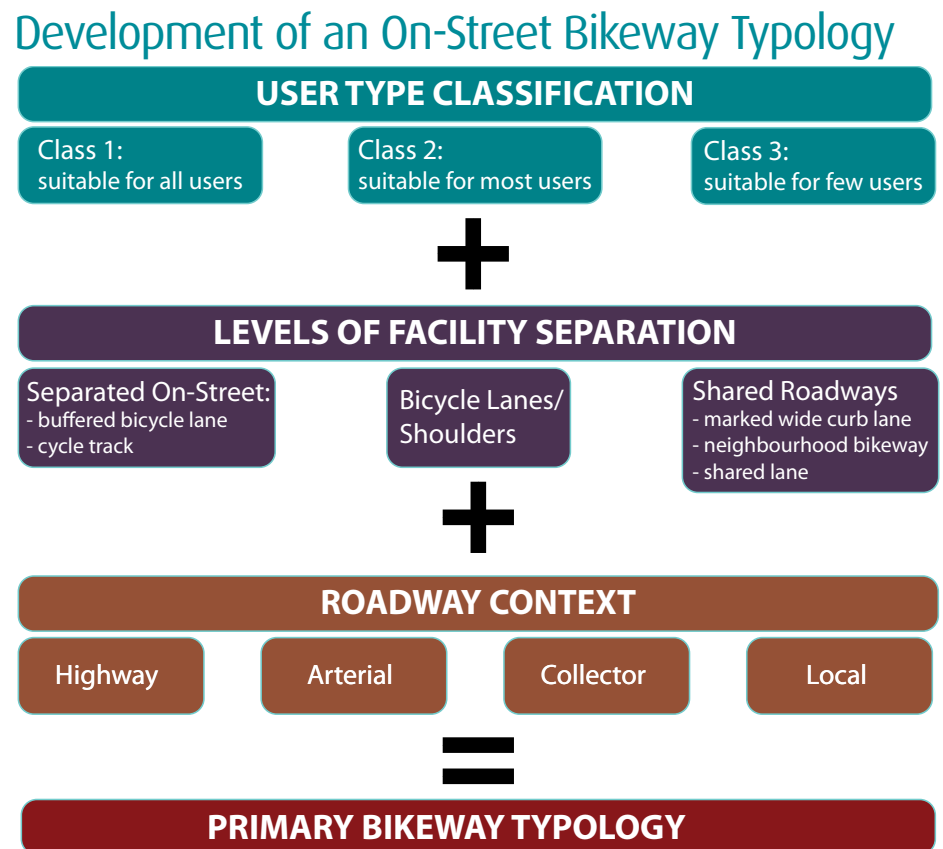 Development of an On-Street Bikeway Typology
USER TYPE CLASSIFICATION
Class 1:
suitable for all users
Class 2:
suitable for most users
Class 3:
suitable for few users
+
LEVELS OF FACILITY SEPARATION
Separated On-Street:
- buffered bicycle lane
- cycle track
Bicycle Lanes/
Shoulders
Shared Roadways
- marked wide curb lane
- neighbourhood bikeway
- shared lane
+
ROADWAY CONTEXT
Highway
Arterial
Collector
Local
=
PRIMARY BIKEWAY TYPOLOGY